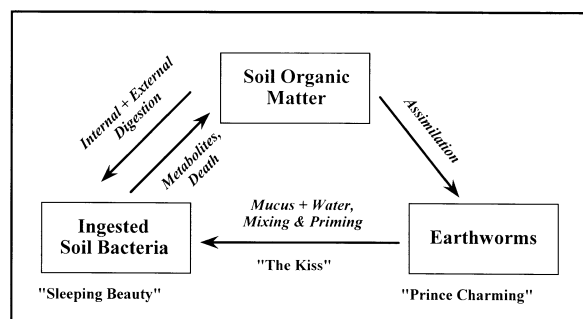 Soil Organic
Matter
Internal + External
Digestion
Metabolites,
Death
Assimilation
Mucus + Water,
Mixing & Priming
Ingested
Soil Bacteria
Earthworms
"The Kiss"
"Sleeping Beauty"
"Prince Charming"